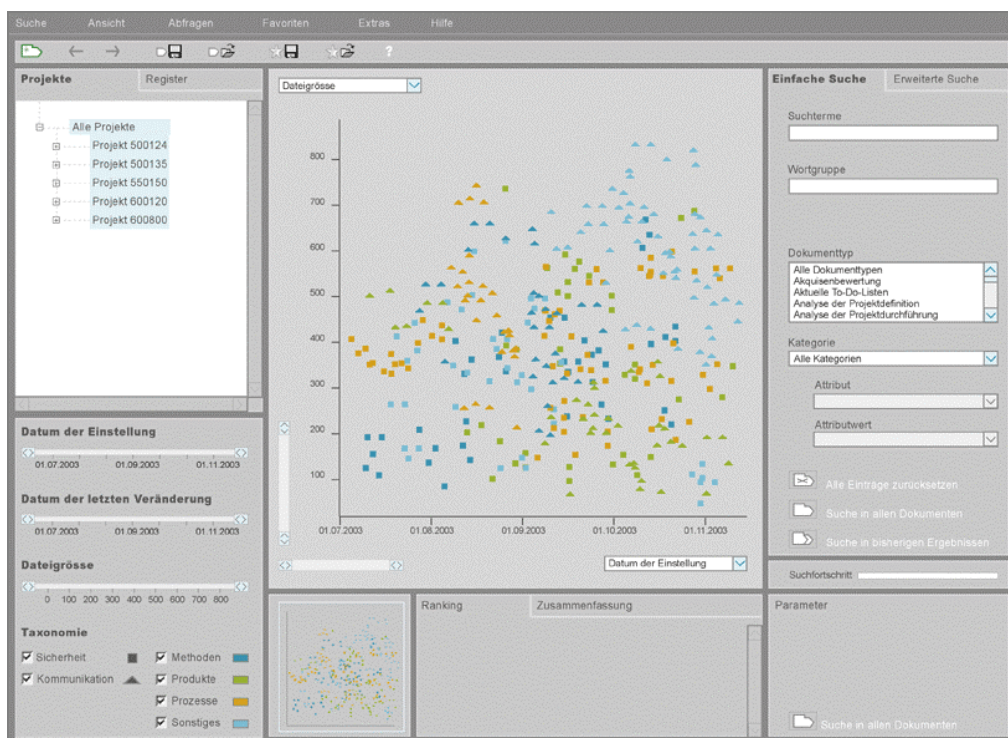 Suche Ansicht Abfragen Favoriten Extras Hilfe
?
Projekte Register
Alle Projekte
Projekt 500124
Projekt 500135
Projekt 550150
Projekt 600120
Projekt 600800
Datum der Einstellung
01.07.2003 01.09.2003 01.11.2003
Datum der letzten Veränderung
01.07.2003 01.09.2003 01.11.2003
Dateigrösse
0 100 200 300 400 500 600 700 800
Taxonomie
Sicherheit Methoden
Kommunikation Produkte
Prozesse
Sonstiges
Dateigrösse
800
700
600
500
400
300
200
100
01.07.2003 01.08.2003 01.09.2003 01.10.2003 01.11.2003
Datum der Einstellung
Ranking Zusammenfassung
Einfache Suche Erweiterte Suche
Suchterme
Wortgruppe
Dokumenttyp
Alle Dokumenttypen
Akquisenbewertung
Aktuelle To-Do-Listen
Analyse der Projektdefinition
Analyse der Projektdurchführung
Kategorie
Alle Kategorien
Attribut
Attributwert
Alle Einträge zurücksetzen
Suche in allen Dokumenten
Suche in bisherigen Ergebnissen
Suchfortschritt
Parameter
Suche in allen Dokumenten